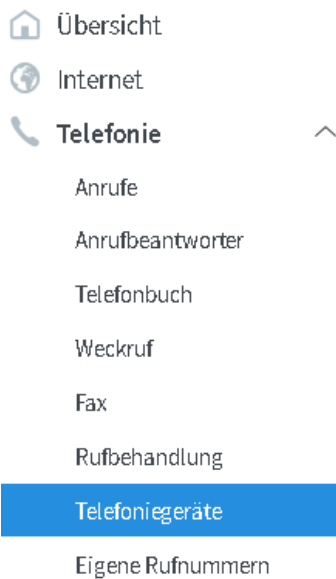 Übersicht
Internet
Telefonie
Anrufe
Anrufbeantworter
Telefonbuch
Weckruf
Fax
Rufbehandlung
Telefoniegeräte
Eigene Rufnummern